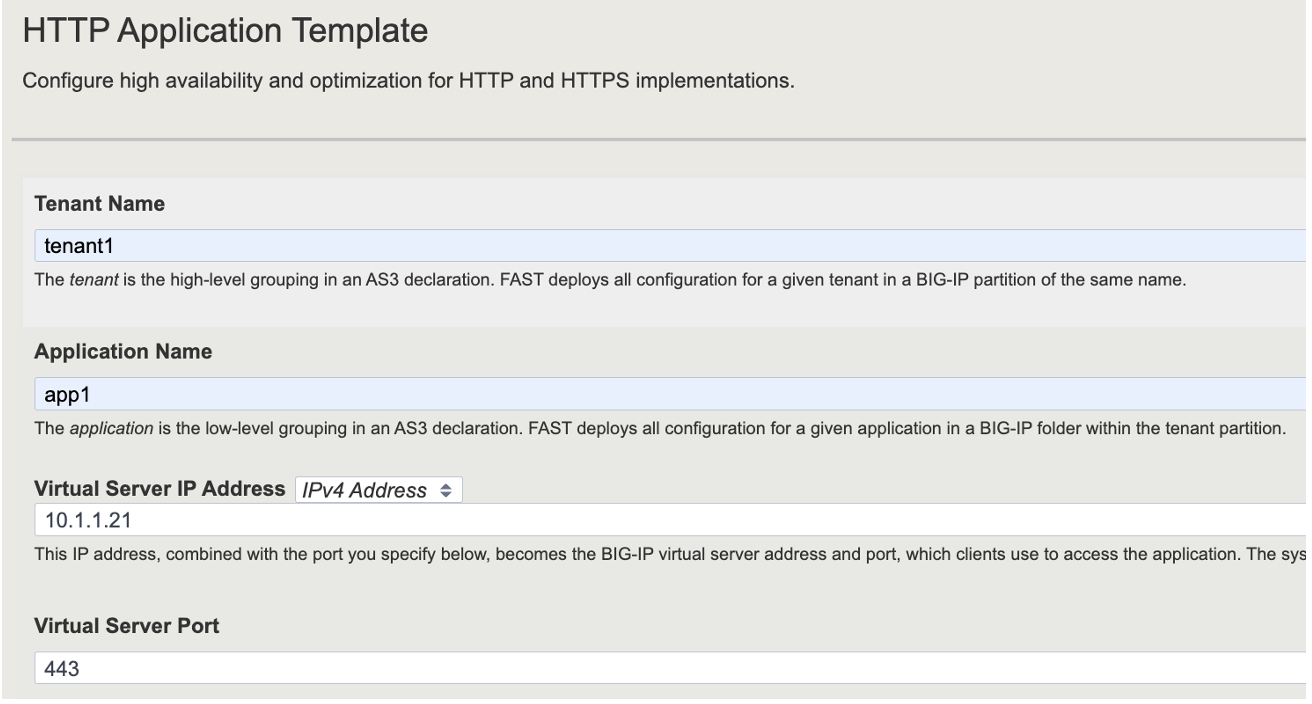 HTTP Application Template
Configure high availability and optimization for HTTP and HTTPS implementations.
Tenant Name
tenant1
The tenant is the high-level grouping in an AS3 declaration. FAST deploys all configuration for a given tenant in a BIG-IP partition of the same name.
Application Name
app1
The application is the low-level grouping in an AS3 declaration. FAST deploys all configuration for a given application in a BIG-IP folder within the tenant partition.
Virtual Server IP Address IPv4 Address
10.1.1.21
This IP address, combined with the port you specify below, becomes the BIG-IP virtual server address and port, which clients use to access the application. The sys
Virtual Server Port
443